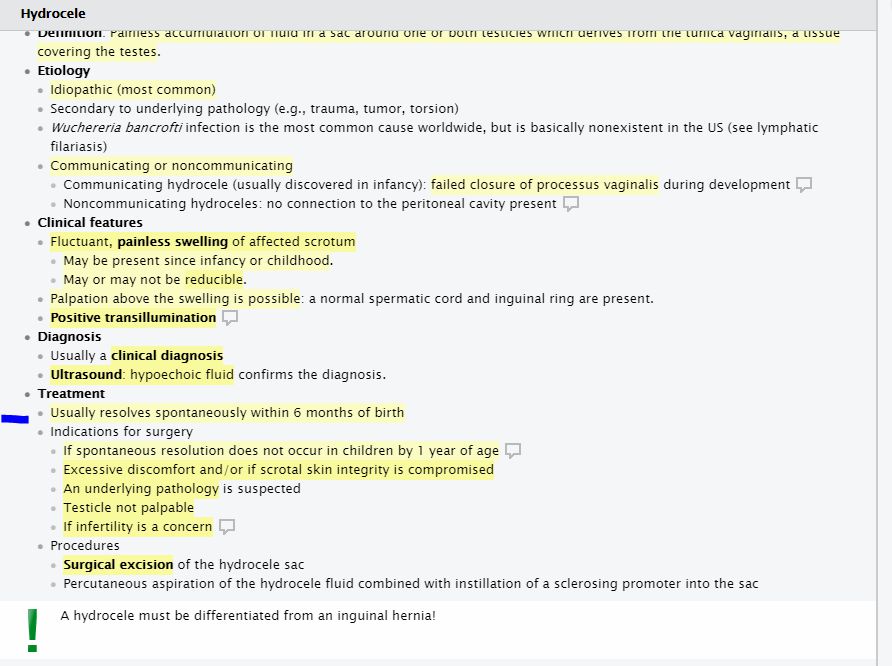 Hydrocele
Definition: Painless accumulation of fluid in a sac around one or both testicles which derives from the tunica vaginalis, a tissue
covering the testes.
Etiology
Idiopathic (most common)
Secondary to underlying pathology (e.g., trauma, tumor, torsion)
Wuchereria bancrofti infection is the most common cause worldwide, but is basically nonexistent in the US (see lymphatic
filariasis)
Communicating or noncommunicating
Communicating hydrocele (usually discovered in infancy): failed closure of processus vaginalis during development
Noncommunicating hydroceles: no connection to the peritoneal cavity present
Clinical features
Fluctuant, painless swelling of affected scrotum
May be present since infancy or childhood.
May or may not be reducible.
Palpation above the swelling is possible: a normal spermatic cord and inguinal ring are present.
Positive transillumination
Diagnosis
Usually a clinical diagnosis
Ultrasound: hypoechoic fluid confirms the diagnosis.
Treatment
Usually resolves spontaneously within 6 months of birth
Indications for surgery
If spontaneous resolution does not occur in children by 1 year of age
Excessive discomfort and/or if scrotal skin integrity is compromised
An underlying pathology is suspected
Testicle not palpable
If infertility is a concern
Procedures
Surgical excision of the hydrocele sac
Percutaneous aspiration of the hydrocele fluid combined with instillation of a sclerosing promoter into the sac
A hydrocele must be differentiated from an inguinal hernia!